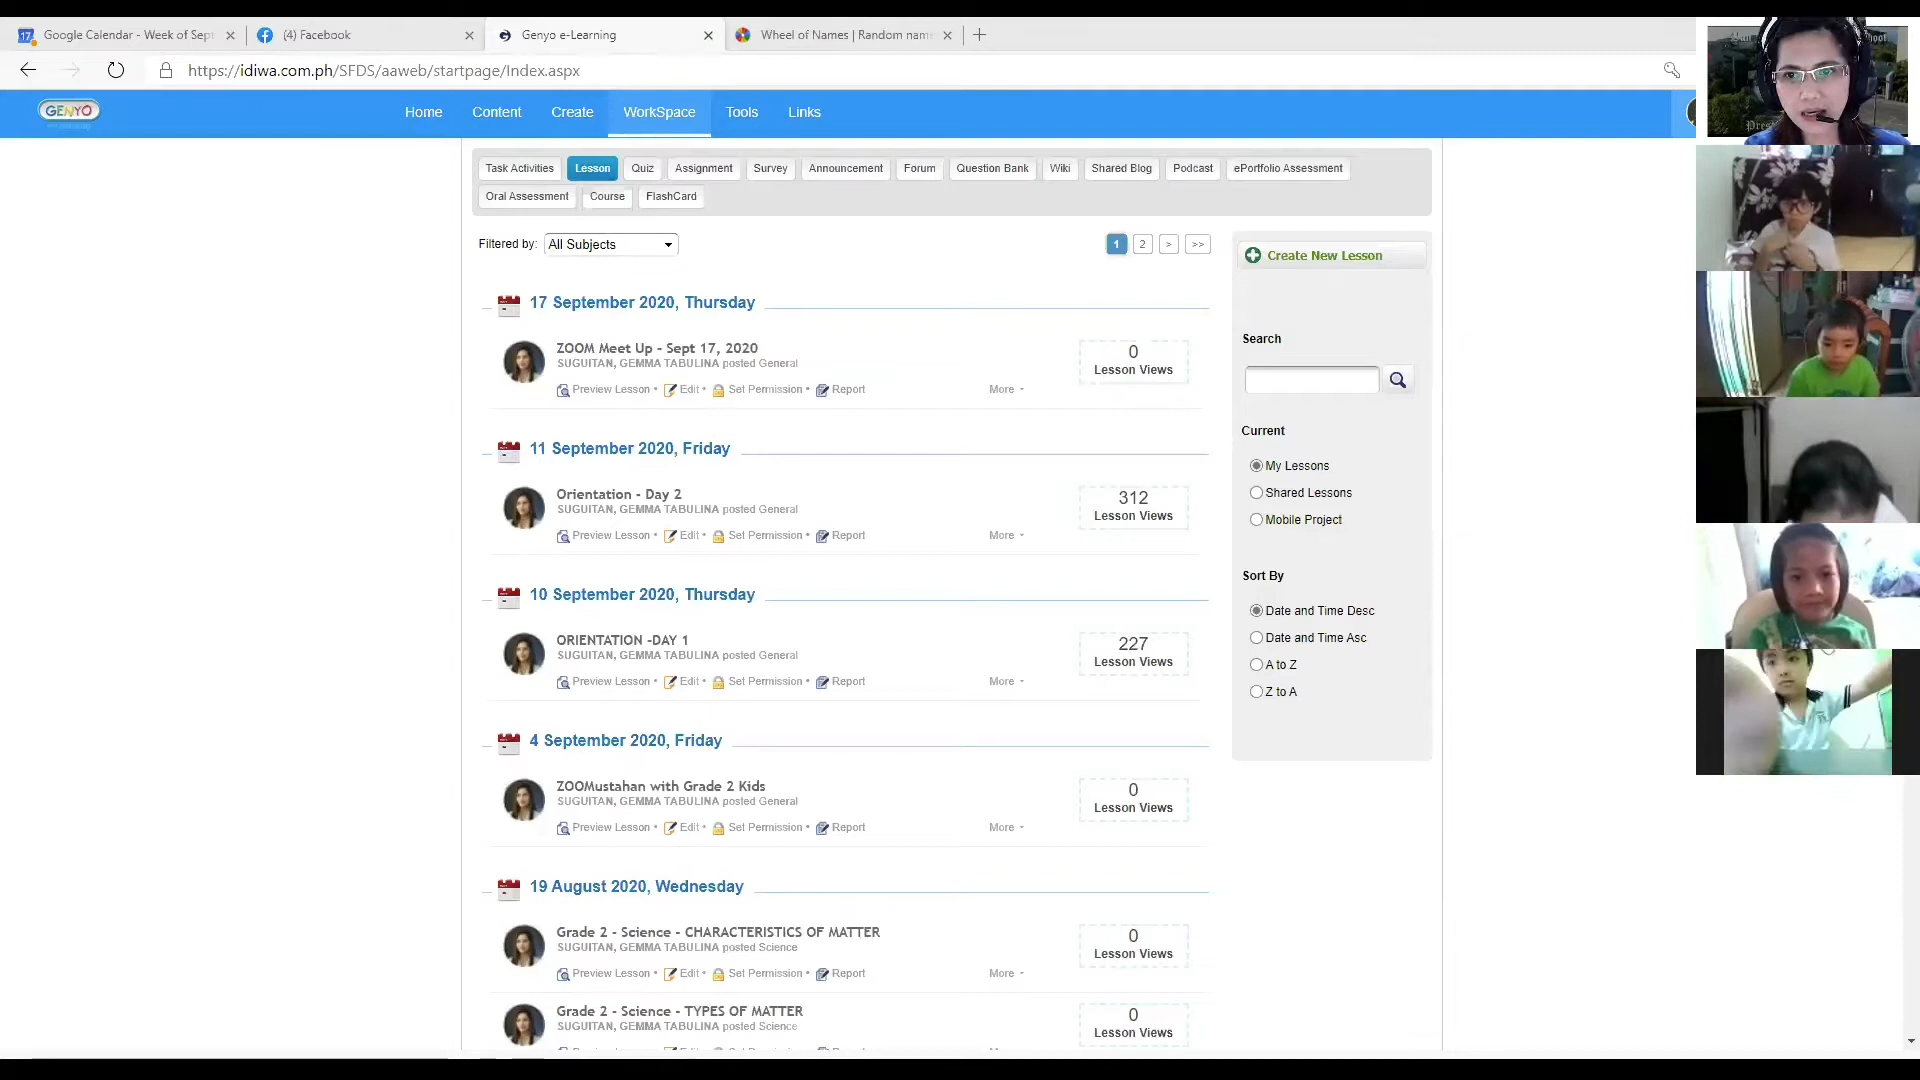 Google Calendar - Week of Sept
(4) Facebook
Genyo e-Learning
Wheel of Names | Random name
https://idiwa.com.ph/SFDS/aaweb/startpage/Index.aspx
GENYO
Home
Content
Create
WorkSpace
Tools
Links
Task Activities
Lesson
Quiz
Assignment
Survey
Announcement
Forum
Question Bank
Wiki
Shared Blog
Podcast
ePortfolio Assessment
Oral Assessment
Course
FlashCard
Filtered by: All Subjects
1 2 > >>
17 September 2020, Thursday
ZOOM Meet Up - Sept 17, 2020
SUGUITAN, GEMMA TABULINA posted General
Preview Lesson • Edit • Set Permission • Report
More
0
Lesson Views
11 September 2020, Friday
Orientation - Day 2
SUGUITAN, GEMMA TABULINA posted General
Preview Lesson • Edit • Set Permission • Report
More
312
Lesson Views
10 September 2020, Thursday
ORIENTATION -DAY 1
SUGUITAN, GEMMA TABULINA posted General
Preview Lesson • Edit • Set Permission • Report
More
227
Lesson Views
4 September 2020, Friday
ZOOMustahan with Grade 2 Kids
SUGUITAN, GEMMA TABULINA posted General
Preview Lesson • Edit • Set Permission • Report
More
0
Lesson Views
19 August 2020, Wednesday
Grade 2 - Science - CHARACTERISTICS OF MATTER
SUGUITAN, GEMMA TABULINA posted Science
Preview Lesson • Edit • Set Permission • Report
More
0
Lesson Views
Grade 2 - Science - TYPES OF MATTER
SUGUITAN, GEMMA TABULINA posted Science
0
Lesson Views
Create New Lesson
Search
Current
My Lessons
Shared Lessons
Mobile Project
Sort By
Date and Time Desc
Date and Time Asc
A to Z
Z to A